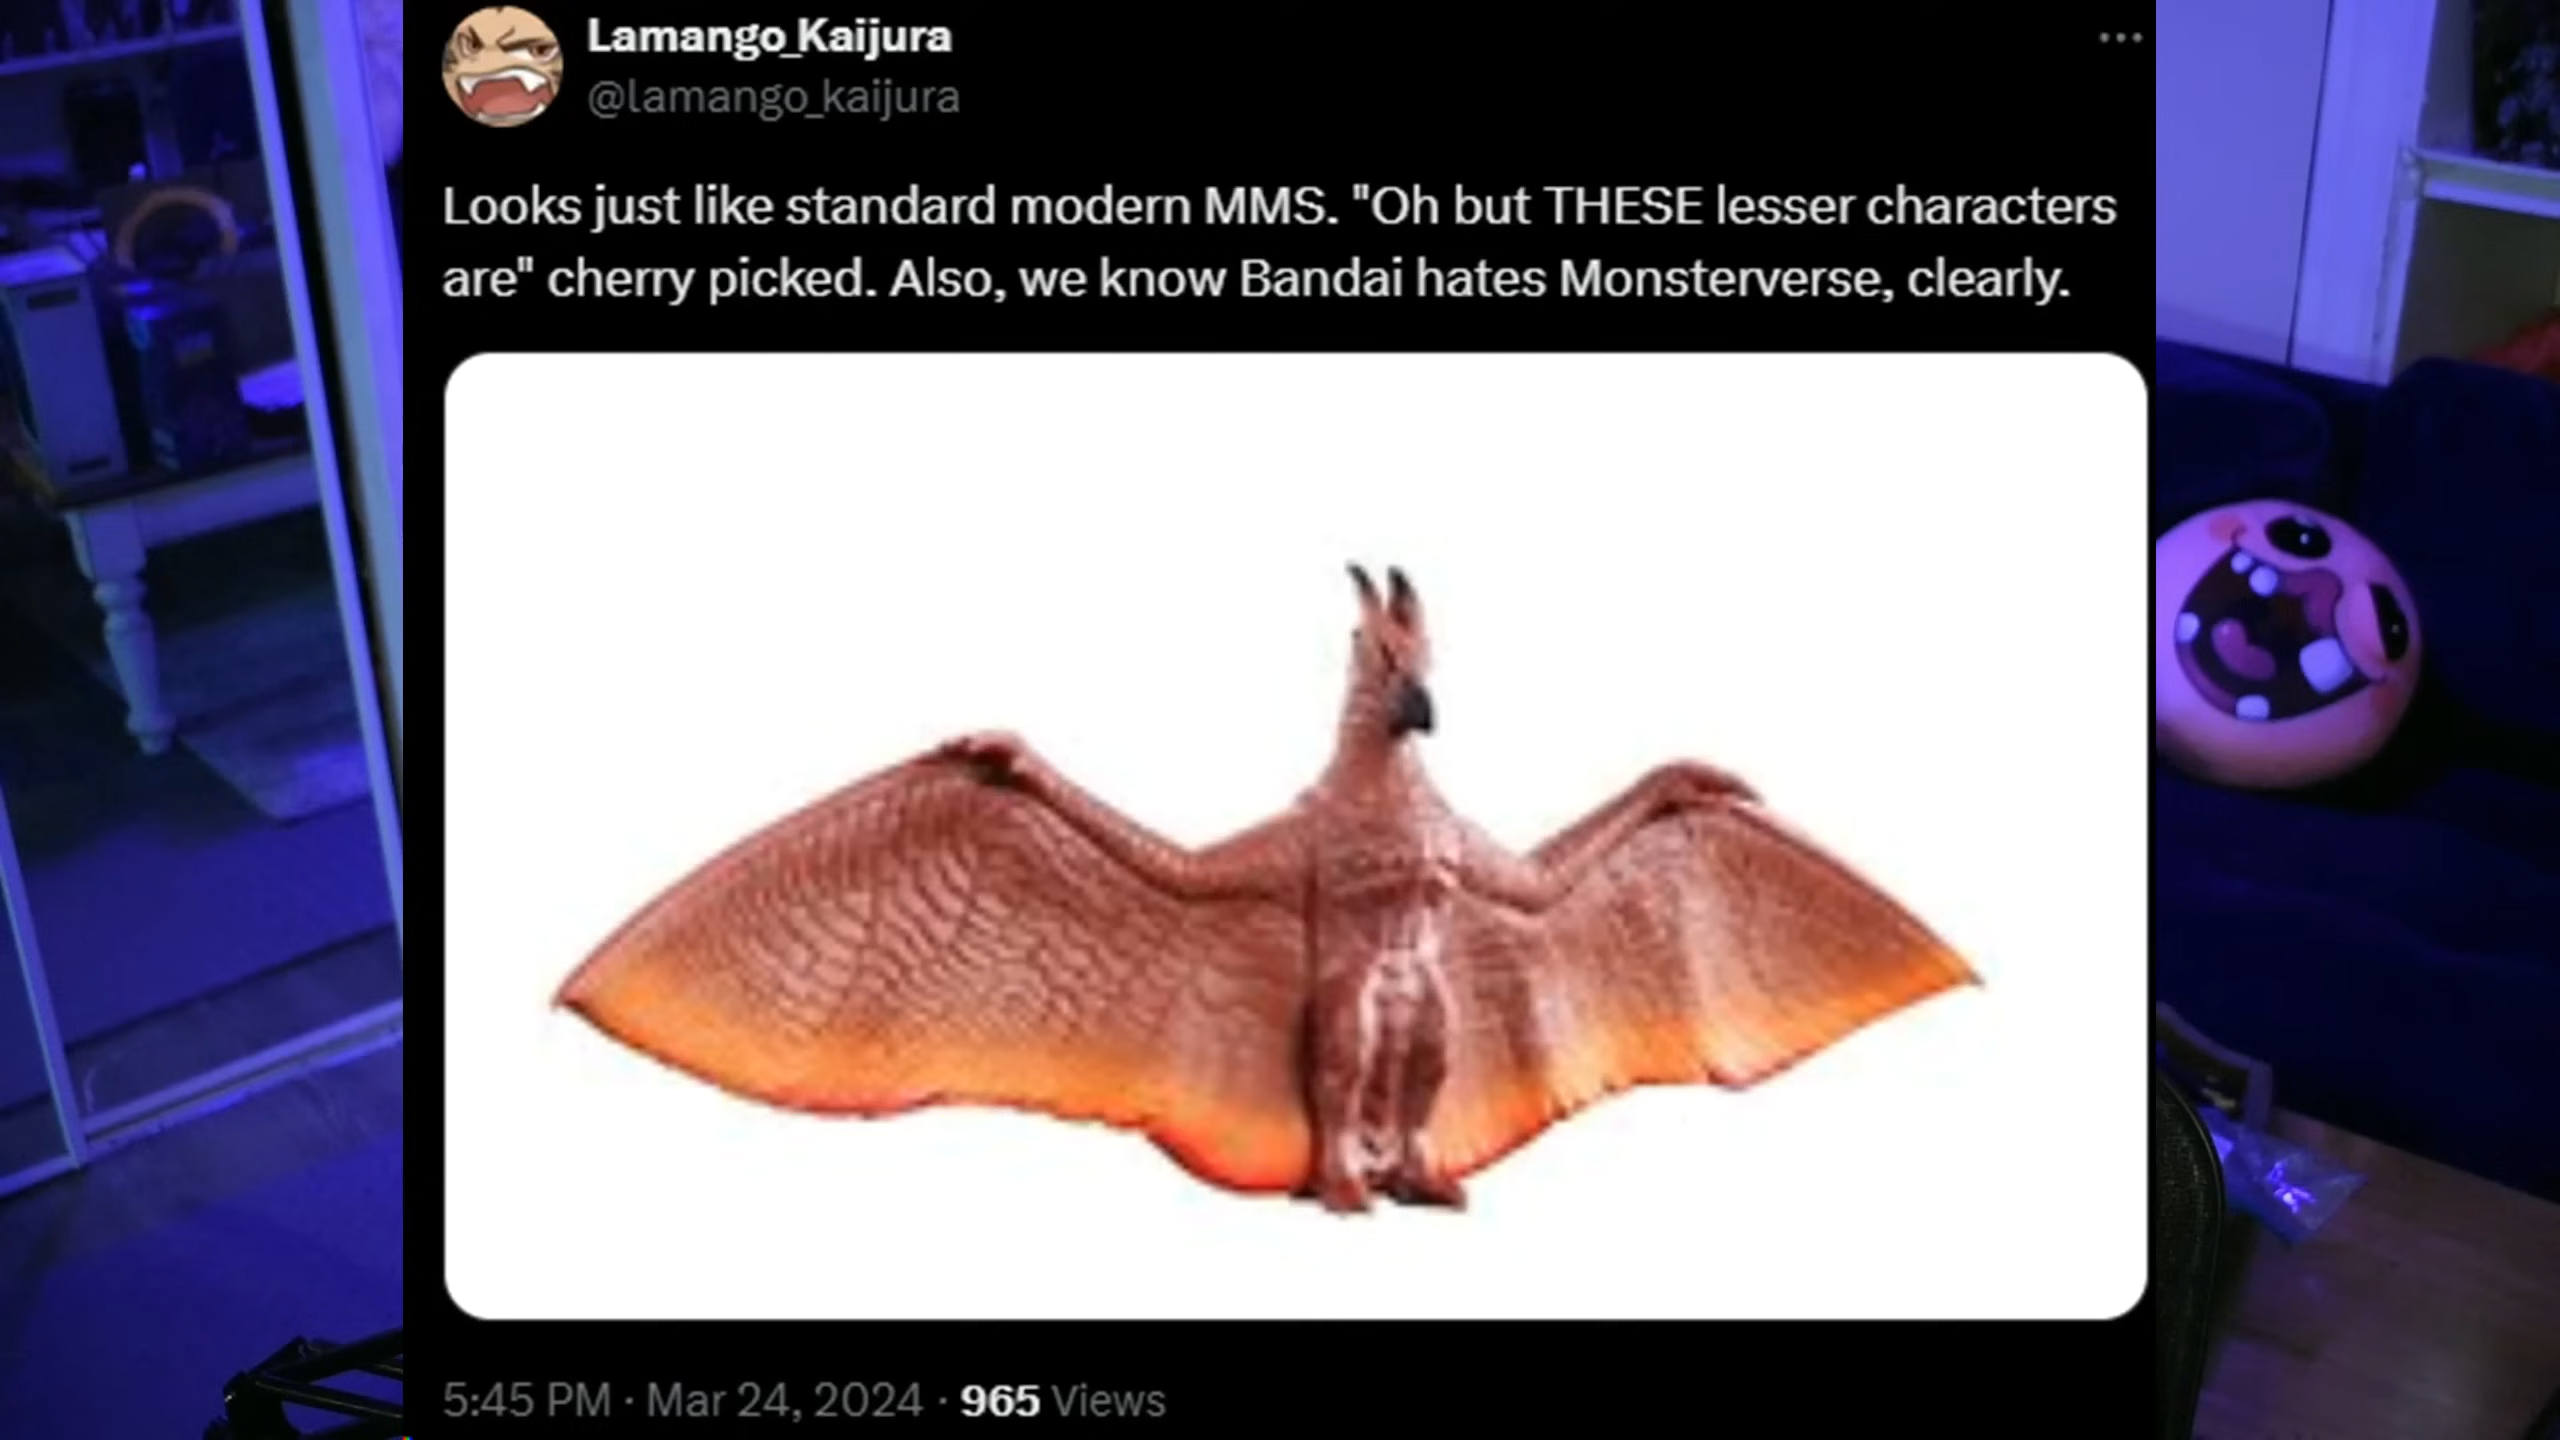 Lamango_Kaijura
@lamango_kaijura
Looks just like standard modern MMS. "Oh but THESE lesser characters
are" cherry picked. Also, we know Bandai hates Monsterverse, clearly.
5:45 PM · Mar 24, 2024 · 965 Views